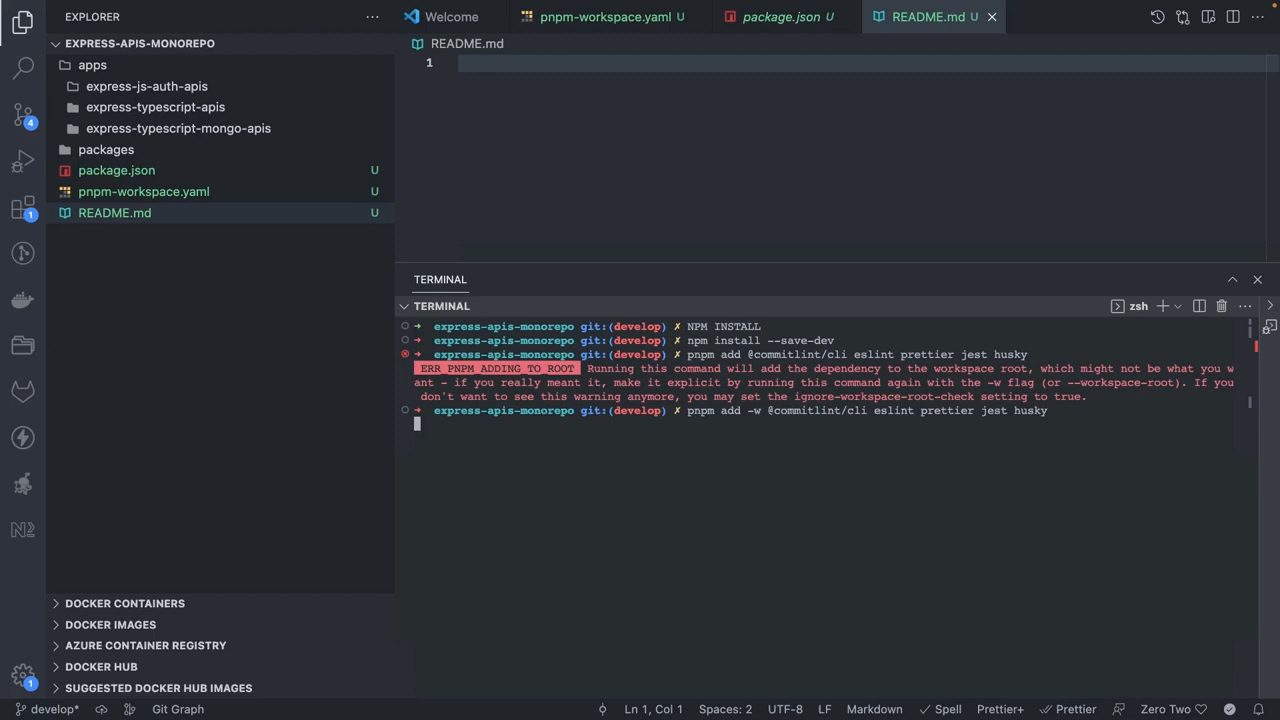 EXPLORER
Welcome
pnpm-workspace.yaml U
package.json U
README.md U
EXPRESS-APIS-MONOREPO
README.md
apps
express-js-auth-apis
express-typescript-apis
express-typescript-mongo-apis
packages
package.json U
pnpm-workspace.yaml U
README.md U
1
4
1
TERMINAL
TERMINAL
zsh
express-apis-monorepo git:(develop) ✗ NPM INSTALL
express-apis-monorepo git:(develop) ✗ npm install --save-dev
express-apis-monorepo git:(develop) ✗ pnpm add @commitlint/cli eslint prettier jest husky
ERR_PNPM_ADDING_TO_ROOT Running this command will add the dependency to the workspace root, which might not be what you w
ant - if you really meant it, make it explicit by running this command again with the -w flag (or --workspace-root). If you
don't want to see this warning anymore, you may set the ignore-workspace-root-check setting to true.
express-apis-monorepo git:(develop) ✗ pnpm add -w @commitlint/cli eslint prettier jest husky
DOCKER CONTAINERS
DOCKER IMAGES
AZURE CONTAINER REGISTRY
DOCKER HUB
SUGGESTED DOCKER HUB IMAGES
1
develop*
Git Graph
Ln 1, Col 1
Spaces: 2
UTF-8
LF
Markdown
Spell
Prettier+
Prettier
Zero Two